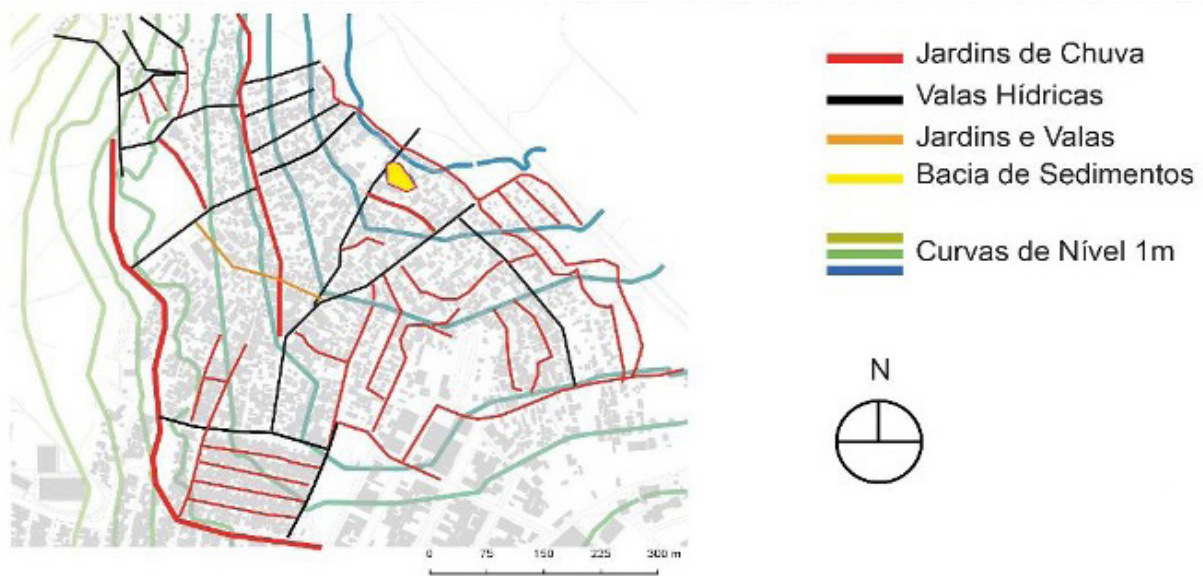 Jardins de Chuva
Valas Hídricas
Jardins e Valas
Bacia de Sedimentos
Curvas de Nível 1m
N
0 75 150 225 300 m